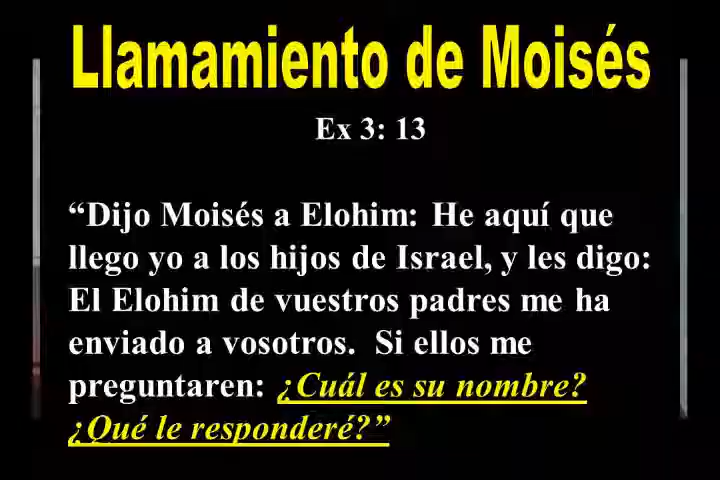 Llamamiento de Moisés
Ex 3: 13
“Dijo Moisés a Elohim: He aquí que
llego yo a los hijos de Israel, y les digo:
El Elohim de vuestros padres me ha
enviado a vosotros. Si ellos me
preguntaren: ¿Cuál es su nombre?
¿Qué le responderé?”